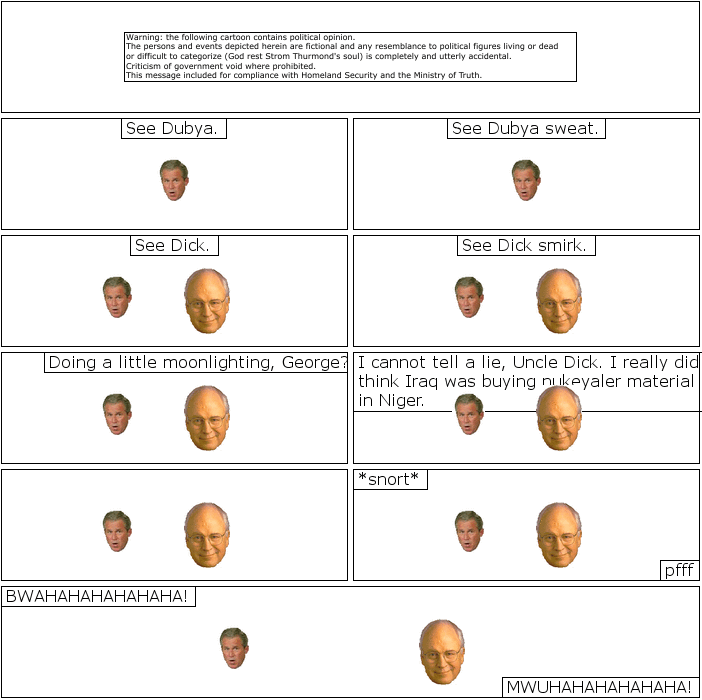 Warning: the following cartoon contains political opinion.
The persons and events depicted herein are fictional and any resemblance to political figures living or dead
or difficult to categorize (God rest Strom Thurmond's soul) is completely and utterly accidental.
Criticism of government void where prohibited.
This message included for compliance with Homeland Security and the Ministry of Truth.
See Dubya.
See Dubya sweat.
See Dick.
See Dick smirk.
Doing a little moonlighting, George?
I cannot tell a lie, Uncle Dick. I really did
think Iraq was buying nukeyaler material
in Niger.
*snort*
pfff
BWAHAHAHAHAHAHA!
MWUHAHAHAHAHAHA!